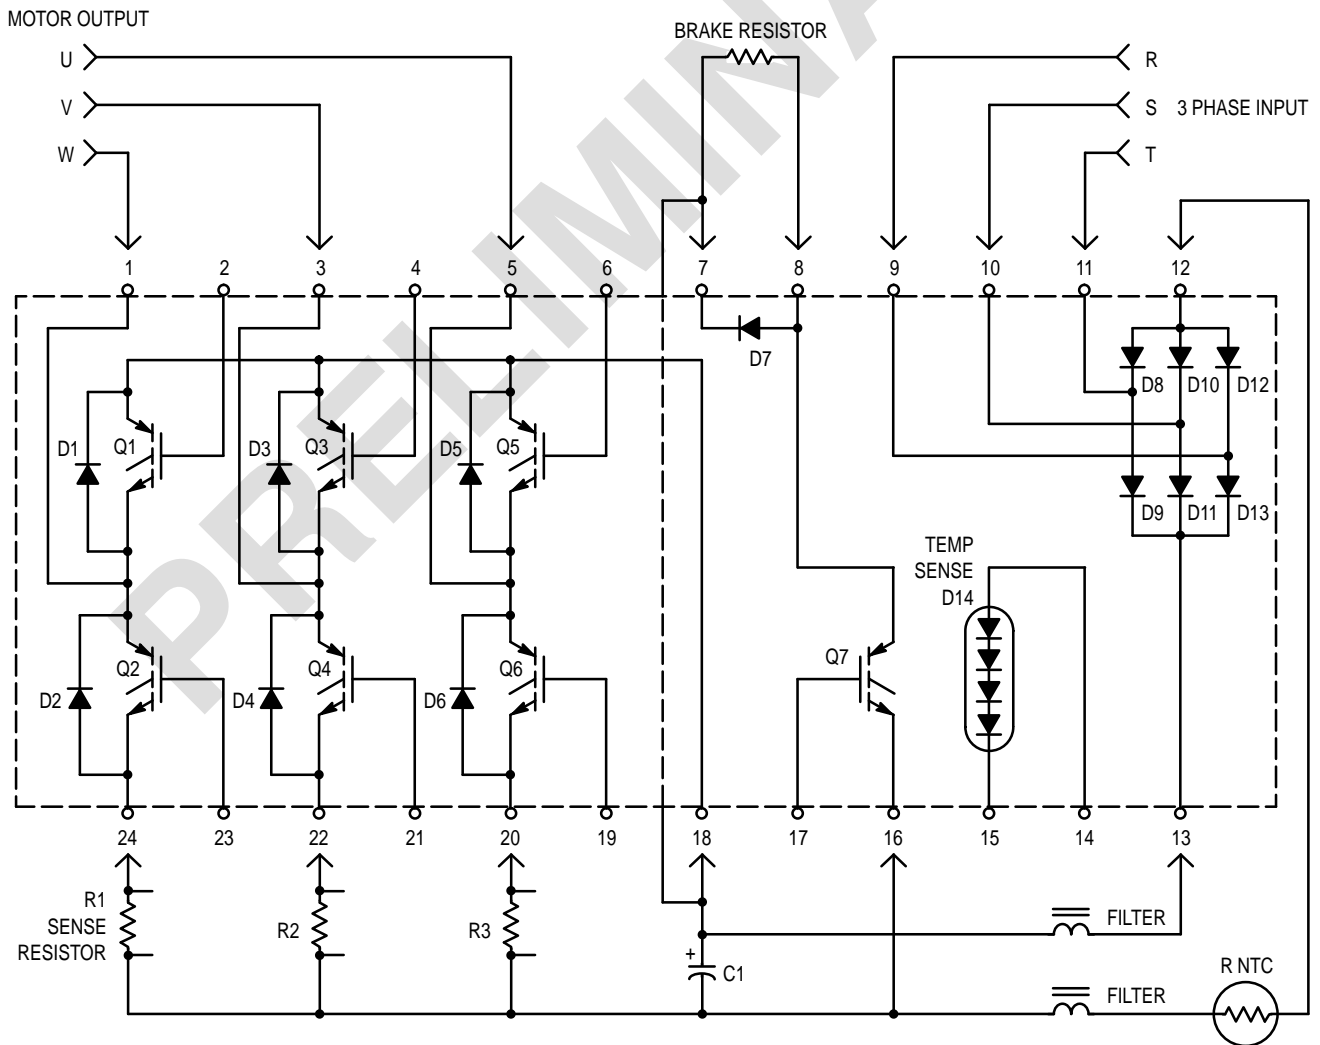 MOTOR OUTPUT
U
V
W
BRAKE RESISTOR
R
S 3 PHASE INPUT
T
1 2 3 4 5 6 7 8 9 10 11 12
D7
D8 D10 D12
D1 Q1 D3 Q3 D5 Q5
D9 D11 D13
TEMP
SENSE
D14
Q2 Q4 Q6 Q7
D2 D4 D6
24 23 22 21 20 19 18 17 16 15 14 13
R1
SENSE
RESISTOR
R2
R3
FILTER
+
C1
R NTC
FILTER
PRELIMINA